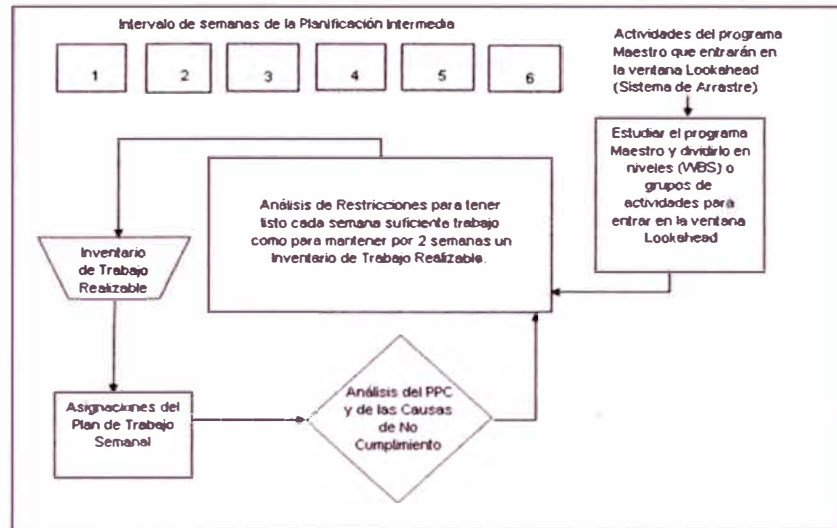 Intervalo de semanas de la Planificación Intermedia
1
2
3
4
5
6
Actividades del programa
Maestro que entrarán en
la ventana Lookahead
(Sistema de Arrastre)
Estudiar el programa
Maestro y dividirlo en
niveles (WBS) o
grupos de
actividades para
entrar en la ventana
Lookahead
Análisis de Restricciones para tener
listo cada semana suficiente trabajo
como para mantener por 2 semanas un
Inventario de Trabajo Realizable.
Inventario
de Trabajo
Realizable
Asignaciones del
Plan de Trabajo
Semanal
Análisis del PPC
y de las Causas
de No
Cumplimiento